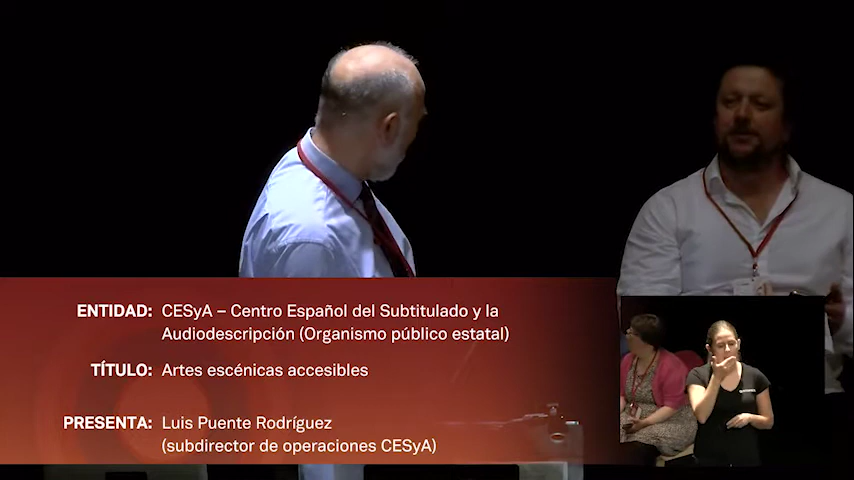 ENTIDAD: CESyA – Centro Español del Subtitulado y la
Audiodescripción (Organismo público estatal)
TÍTULO: Artes escénicas accesibles
PRESENTA: Luis Puente Rodríguez
(subdirector de operaciones CESyA)